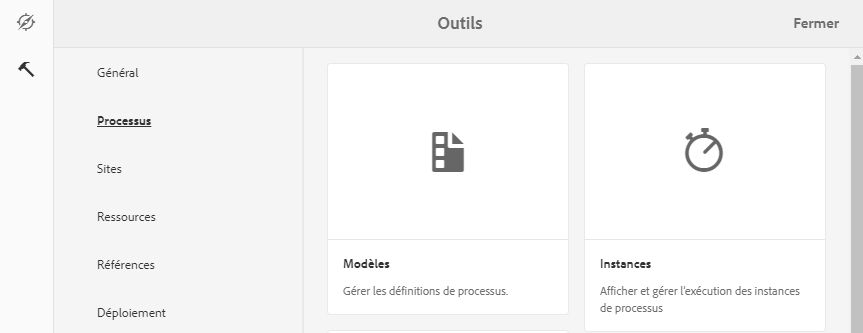 Outils
Fermer
Général
Processus
Sites
Ressources
Références
Déploiement
Modèles
Gérer les définitions de processus.
Instances
Afficher et gérer l'exécution des instances
de processus